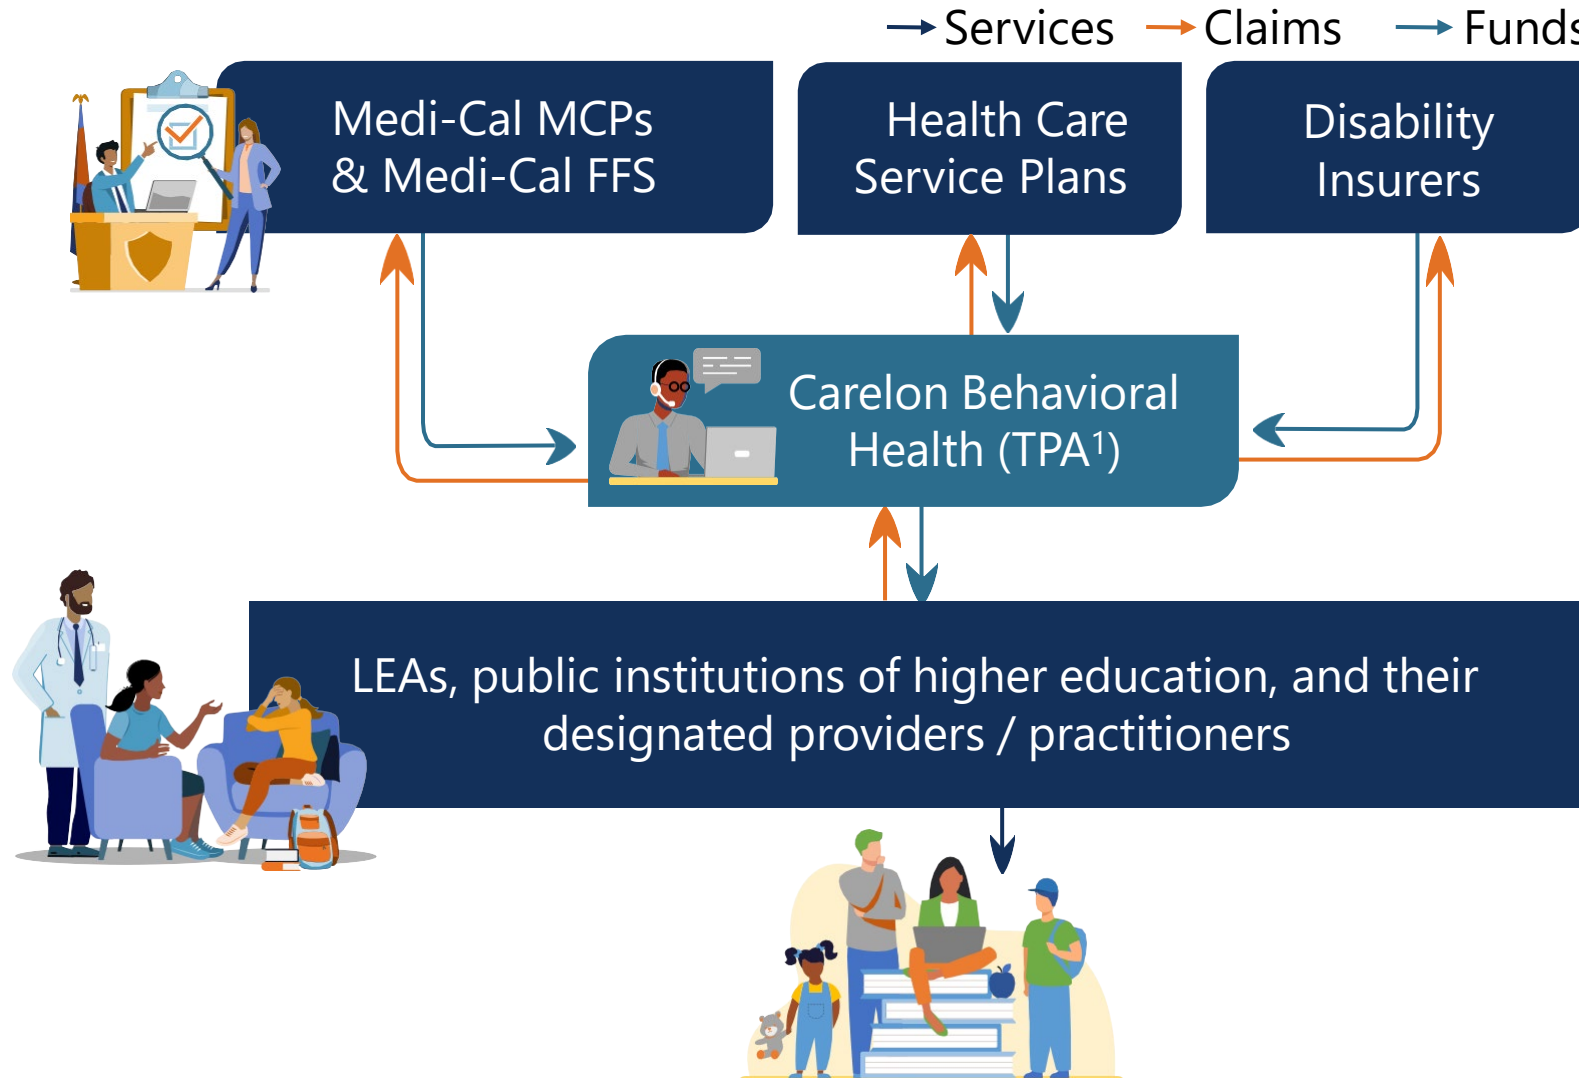 Services Claims Funds
Medi-Cal MCPs
& Medi-Cal FFS
Health Care
Service Plans
Disability
Insurers
Carelon Behavioral
Health (TPA¹)
LEAs, public institutions of higher education, and their
designated providers / practitioners